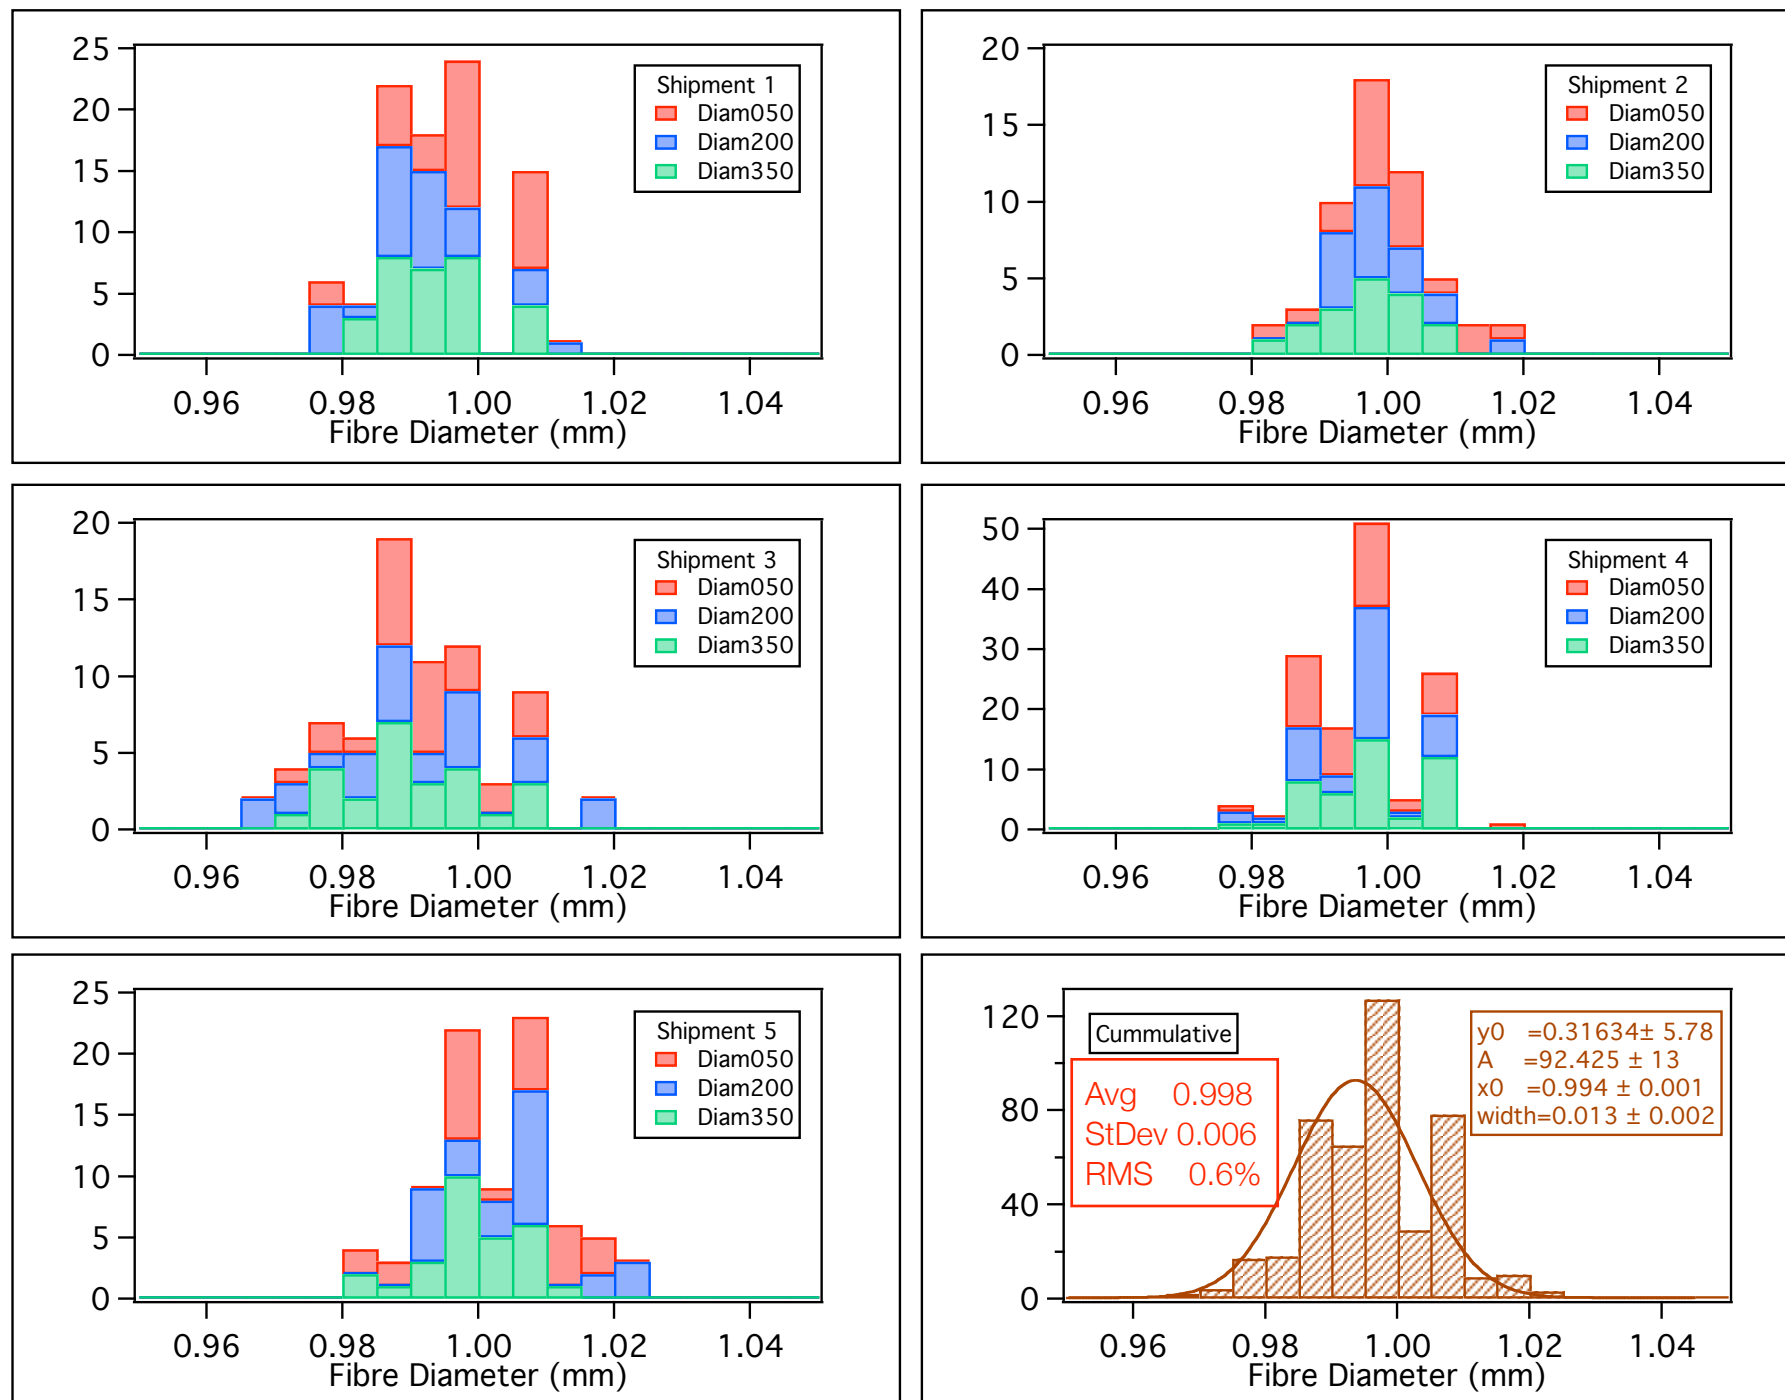 25
20
15
10
5
0
Shipment 1
Diam050
Diam200
Diam350
0.96 0.98 1.00 1.02 1.04
Fibre Diameter (mm)
20
15
10
5
0
Shipment 2
Diam050
Diam200
Diam350
0.96 0.98 1.00 1.02 1.04
Fibre Diameter (mm)
20
15
10
5
0
Shipment 3
Diam050
Diam200
Diam350
0.96 0.98 1.00 1.02 1.04
Fibre Diameter (mm)
50
40
30
20
10
0
Shipment 4
Diam050
Diam200
Diam350
0.96 0.98 1.00 1.02 1.04
Fibre Diameter (mm)
25
20
15
10
5
0
Shipment 5
Diam050
Diam200
Diam350
0.96 0.98 1.00 1.02 1.04
Fibre Diameter (mm)
120
80
40
0
Cummulative
Avg 0.998
StDev 0.006
RMS 0.6%
y0 =0.31634± 5.78
A =92.425 ± 13
x0 =0.994 ± 0.001
width=0.013 ± 0.002
0.96 0.98 1.00 1.02 1.04
Fibre Diameter (mm)